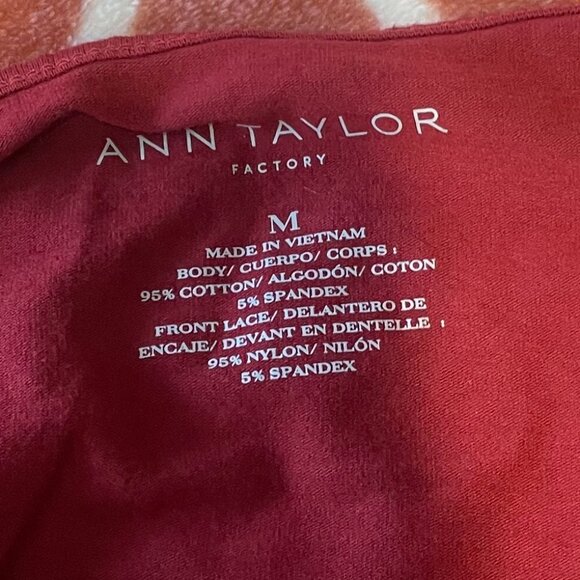 ANN TAYLOR
FACTORY
M
MADE IN VIETNAM
BODY/ CUERPO/ CORPS :
95% COTTON/ ALGODÓN/ COTON
5% SPANDEX
FRONT LACE/ DELANTERO DE
ENCAJE/ DEVANT EN DENTELLE :
95% NYLON/ NILÓN
5% SPANDEX